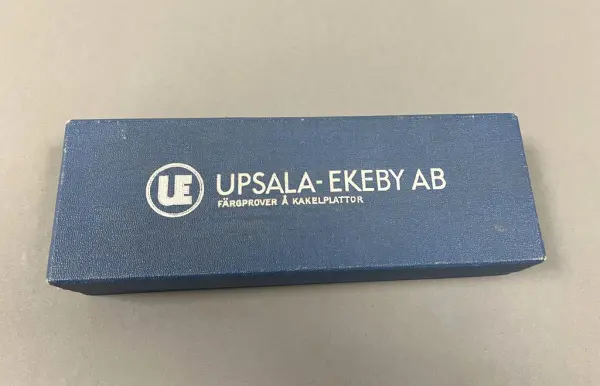 UE UPSALA-EKEBY AB
FÄRGPROVER Å KAKELPLATTOR